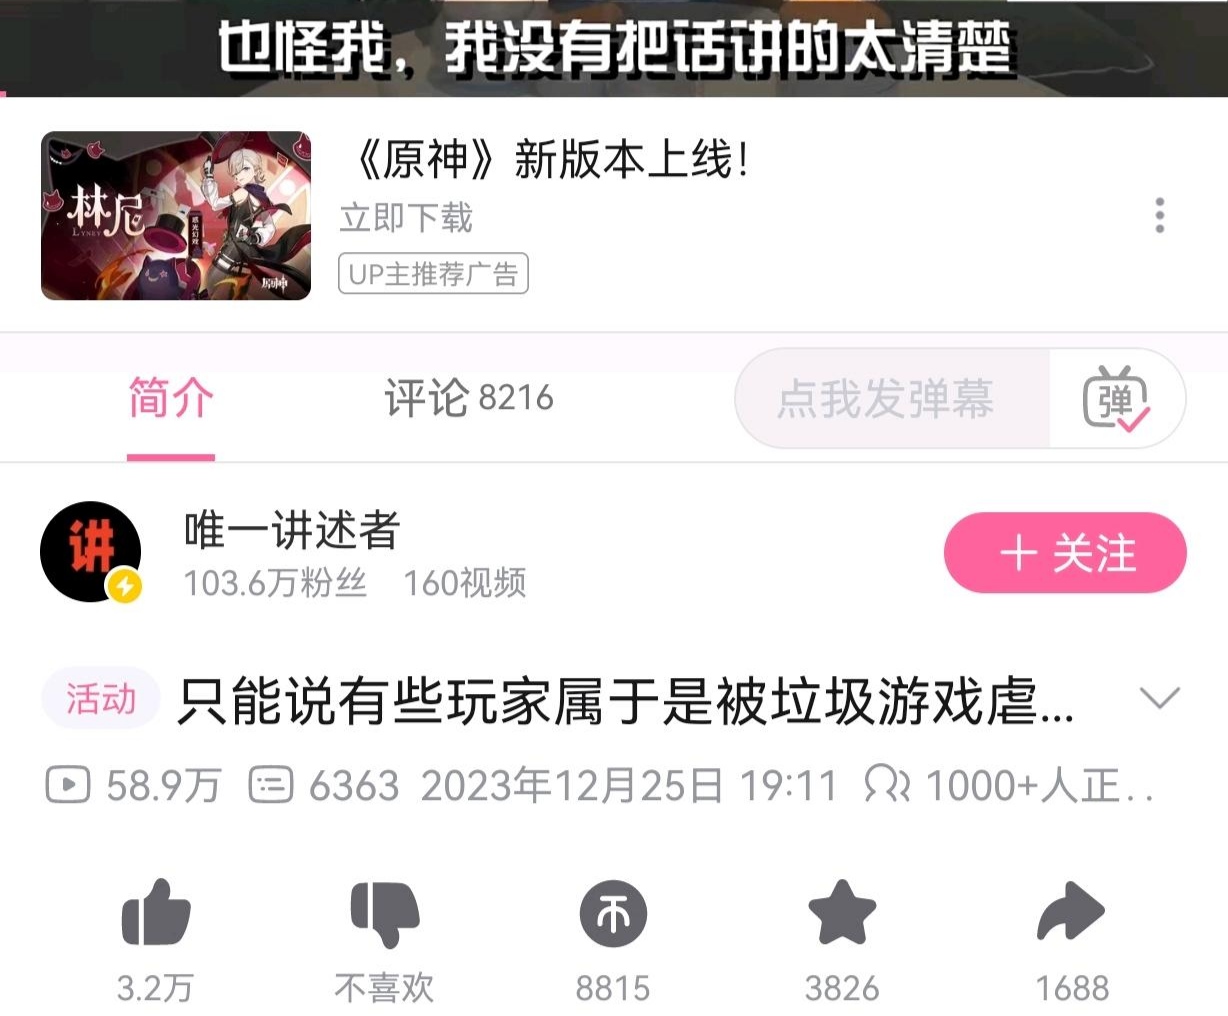 也怪我，我没有把话讲的太清楚
林尼
LYNEY
惑光幻戏
原神
《原神》新版本上线！
立即下载
UP主推荐广告
简介
评论 8216
点我发弹幕
弹
讲
唯一讲述者
103.6万粉丝 160视频
＋关注
活动
只能说有些玩家属于是被垃圾游戏虐...
58.9万 6363 2023年12月25日 19:11 1000+人正..
3.2万 不喜欢 8815 3826 1688